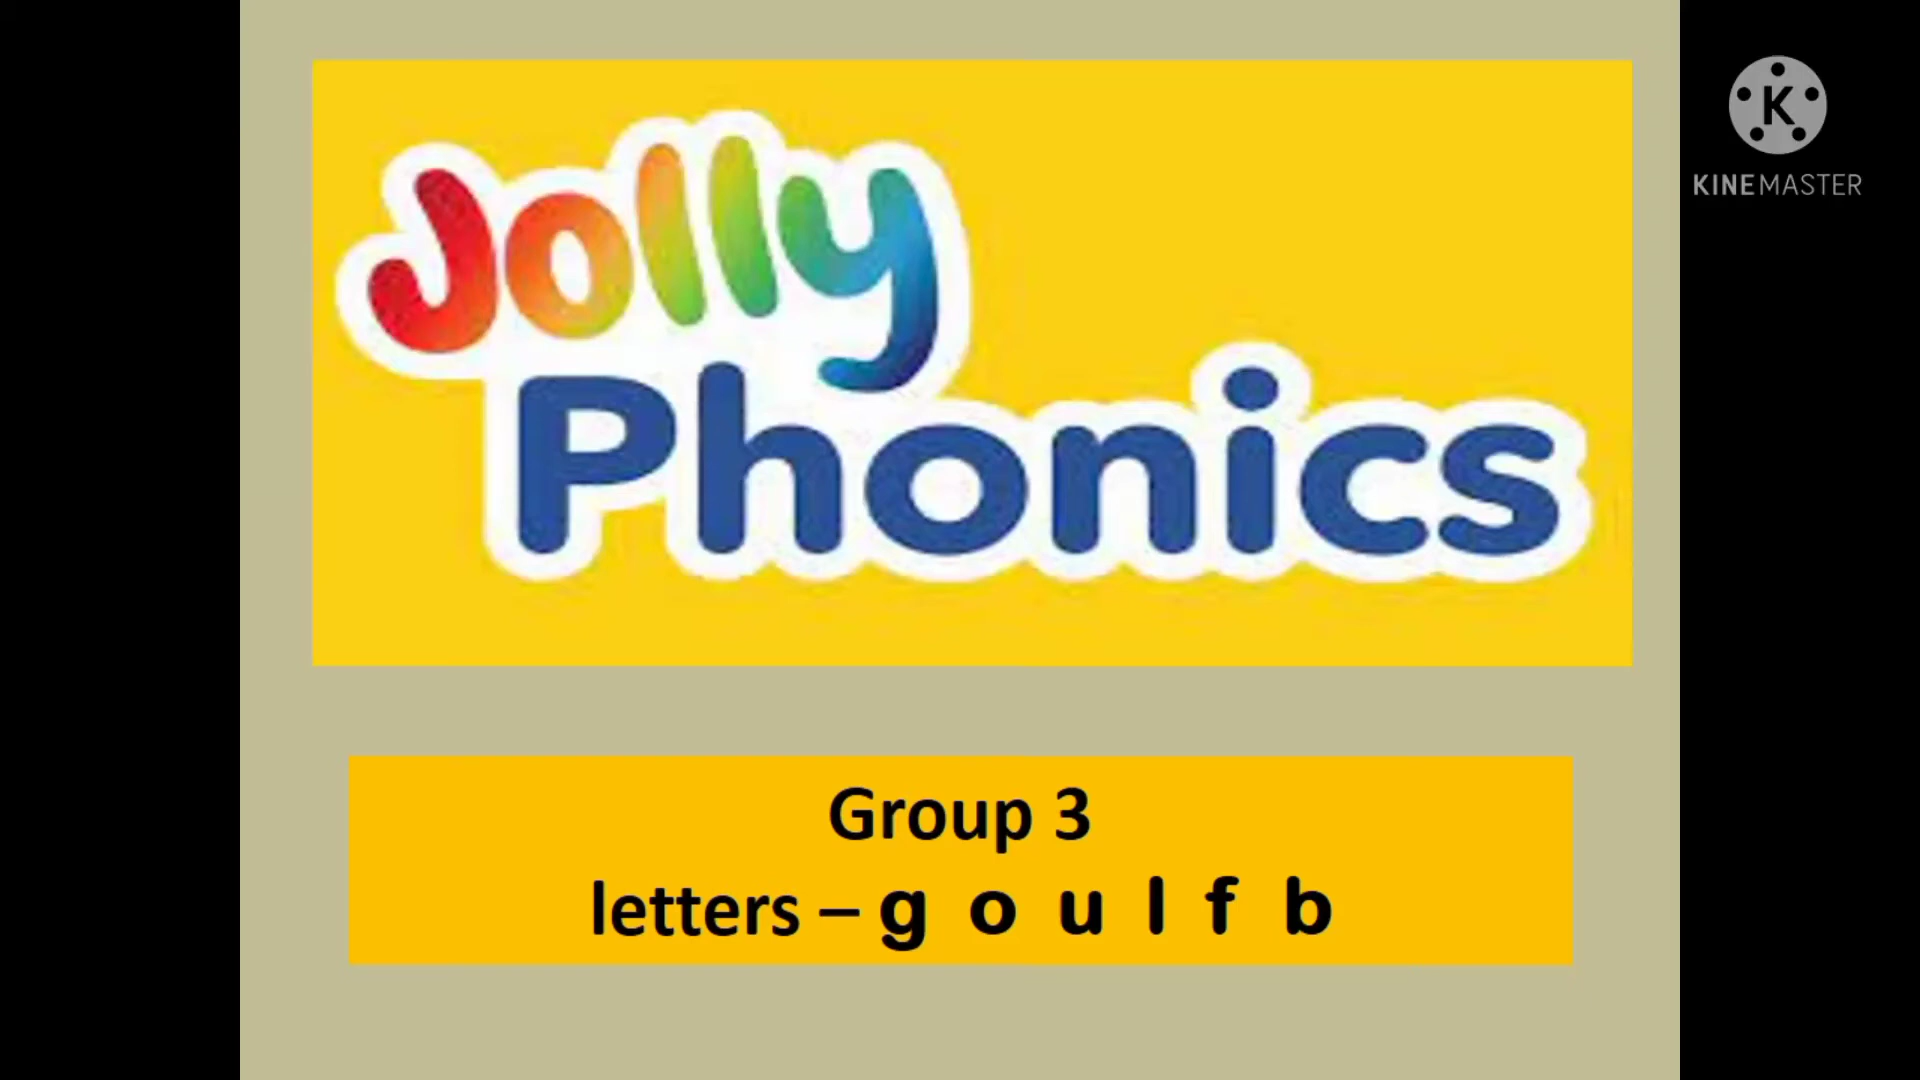 Jolly
Phonics
K
KINEMASTER
Group 3
letters – g o u l f b